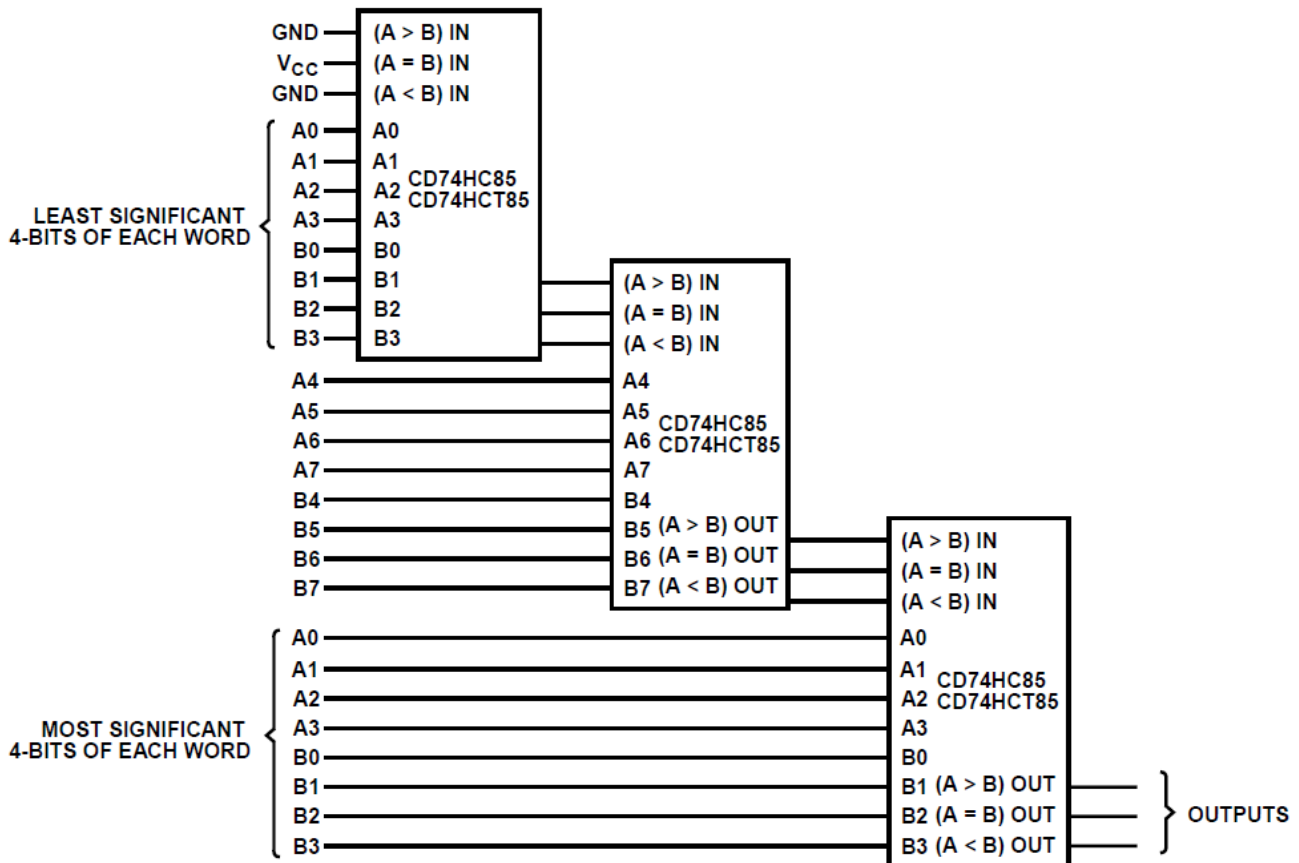 GND (A > B) IN
VCC (A = B) IN
GND (A < B) IN
A0 A0
A1 A1
CD74HC85
A2 A2
CD74HCT85
A3 A3
LEAST SIGNIFICANT
4-BITS OF EACH WORD
B0 B0
B1 B1
B2 B2
B3 B3
(A > B) IN
(A = B) IN
(A < B) IN
A4 A4
A5 A5
CD74HC85
A6 A6
CD74HCT85
A7 A7
B4 B4
B5 B5 (A > B) OUT
B6 B6 (A = B) OUT
B7 B7 (A < B) OUT
(A > B) IN
(A = B) IN
(A < B) IN
A0 A0
A1 A1
CD74HC85
A2 A2
CD74HCT85
A3 A3
MOST SIGNIFICANT
4-BITS OF EACH WORD
B0 B0
B1 B1 (A > B) OUT
B2 B2 (A = B) OUT
B3 B3 (A < B) OUT
OUTPUTS